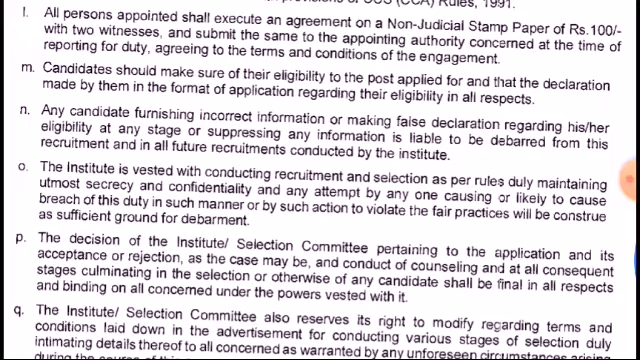 (CCA) Rules, 1991.
l. All persons appointed shall execute an agreement on a Non-Judicial Stamp Paper of Rs.100/-
with two witnesses, and submit the same to the appointing authority concerned at the time of
reporting for duty, agreeing to the terms and conditions of the engagement.
m. Candidates should make sure of their eligibility to the post applied for and that the declaration
made by them in the format of application regarding their eligibility in all respects.
n. Any candidate furnishing incorrect information or making false declaration regarding his/her
eligibility at any stage or suppressing any information is liable to be debarred from this
recruitment and in all future recruitments conducted by the institute.
o. The Institute is vested with conducting recruitment and selection as per rules duly maintaining
utmost secrecy and confidentiality and any attempt by any one causing or likely to cause
breach of this duty in such manner or by such action to violate the fair practices will be construe
as sufficient ground for debarment.
p. The decision of the Institute/ Selection Committee pertaining to the application and its
acceptance or rejection, as the case may be, and conduct of counseling and at all consequent
stages culminating in the selection or otherwise of any candidate shall be final in all respects
and binding on all concerned under the powers vested with it.
q. The Institute/ Selection Committee also reserves its right to modify regarding terms and
conditions laid down in the advertisement for conducting various stages of selection duly
intimating details thereof to all concerned as warranted by any unforeseen circumstances arising
during the course of this